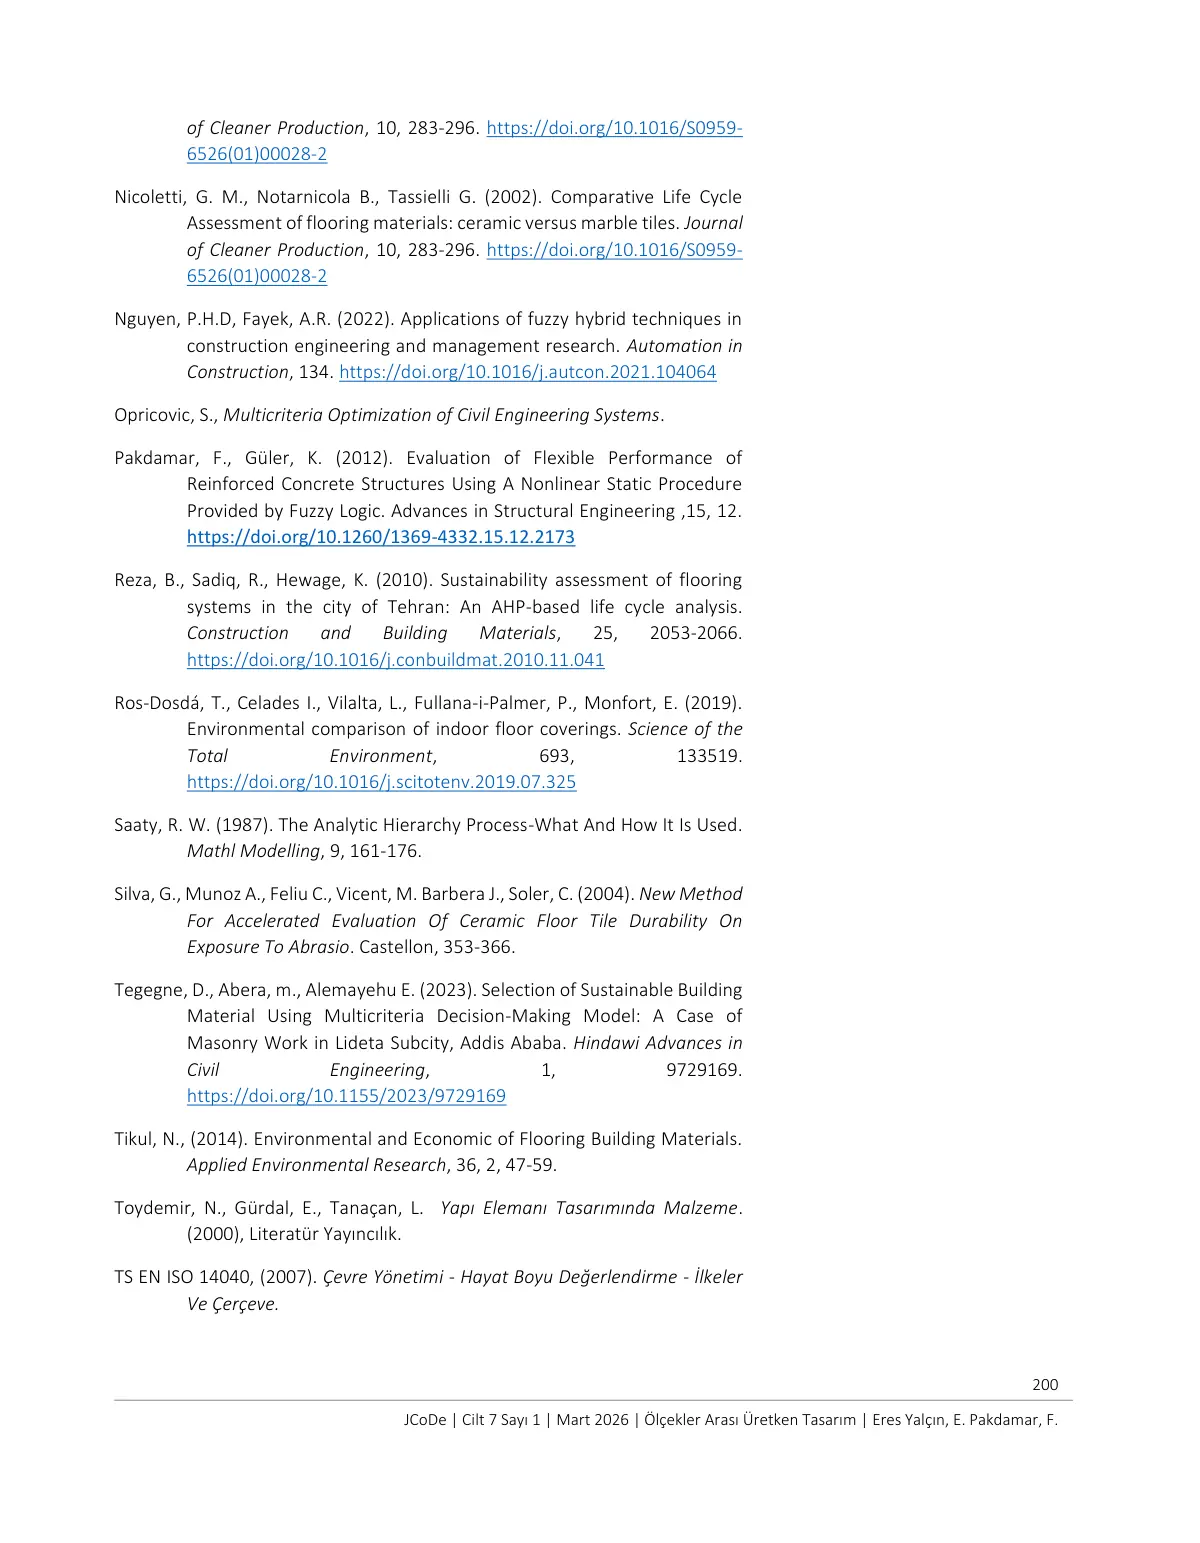 of Cleaner Production, 10, 283-296. https://doi.org/10.1016/S0959-
6526(01)00028-2
Nicoletti, G. M., Notarnicola B., Tassielli G. (2002). Comparative Life Cycle
Assessment of flooring materials: ceramic versus marble tiles. Journal
of Cleaner Production, 10, 283-296. https://doi.org/10.1016/S0959-
6526(01)00028-2
Nguyen, P.H.D, Fayek, A.R. (2022). Applications of fuzzy hybrid techniques in
construction engineering and management research. Automation in
Construction, 134. https://doi.org/10.1016/j.autcon.2021.104064
Opricovic, S., Multicriteria Optimization of Civil Engineering Systems.
Pakdamar, F., Güler, K. (2012). Evaluation of Flexible Performance of
Reinforced Concrete Structures Using A Nonlinear Static Procedure
Provided by Fuzzy Logic. Advances in Structural Engineering ,15, 12.
https://doi.org/10.1260/1369-4332.15.12.2173
Reza, B., Sadiq, R., Hewage, K. (2010). Sustainability assessment of flooring
systems in the city of Tehran: An AHP-based life cycle analysis.
Construction and Building Materials, 25, 2053-2066.
https://doi.org/10.1016/j.conbuildmat.2010.11.041
Ros-Dosdá, T., Celades I., Vilalta, L., Fullana-i-Palmer, P., Monfort, E. (2019).
Environmental comparison of indoor floor coverings. Science of the
Total Environment, 693, 133519.
https://doi.org/10.1016/j.scitotenv.2019.07.325
Saaty, R. W. (1987). The Analytic Hierarchy Process-What And How It Is Used.
Mathl Modelling, 9, 161-176.
Silva, G., Munoz A., Feliu C., Vicent, M. Barbera J., Soler, C. (2004). New Method
For Accelerated Evaluation Of Ceramic Floor Tile Durability On
Exposure To Abrasio. Castellon, 353-366.
Tegegne, D., Abera, m., Alemayehu E. (2023). Selection of Sustainable Building
Material Using Multicriteria Decision-Making Model: A Case of
Masonry Work in Lideta Subcity, Addis Ababa. Hindawi Advances in
Civil Engineering, 1, 9729169.
https://doi.org/10.1155/2023/9729169
Tikul, N., (2014). Environmental and Economic of Flooring Building Materials.
Applied Environmental Research, 36, 2, 47-59.
Toydemir, N., Gürdal, E., Tanaçan, L. Yapı Elemanı Tasarımında Malzeme.
(2000), Literatür Yayıncılık.
TS EN ISO 14040, (2007). Çevre Yönetimi - Hayat Boyu Değerlendirme - İlkeler
Ve Çerçeve.
200
JCoDe | Cilt 7 Sayı 1 | Mart 2026 | Ölçekler Arası Üretken Tasarım | Eres Yalçın, E. Pakdamar, F.